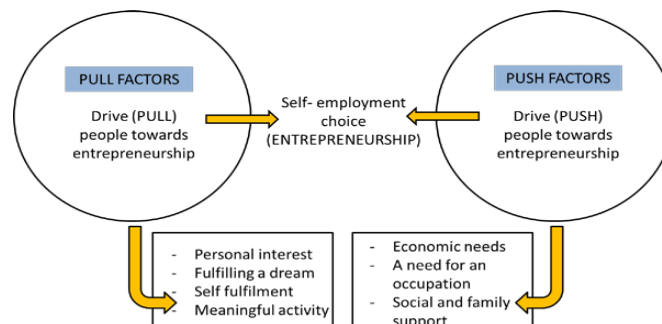 PULL FACTORS
Drive (PULL)
people towards
entrepreneurship
Self- employment
choice
(ENTREPRENEURSHIP)
PUSH FACTORS
Drive (PUSH)
people towards
entrepreneurship
- Personal interest
- Fulfilling a dream
- Self fulfilment
- Meaningful activity
- Economic needs
- A need for an
occupation
- Social and family
support